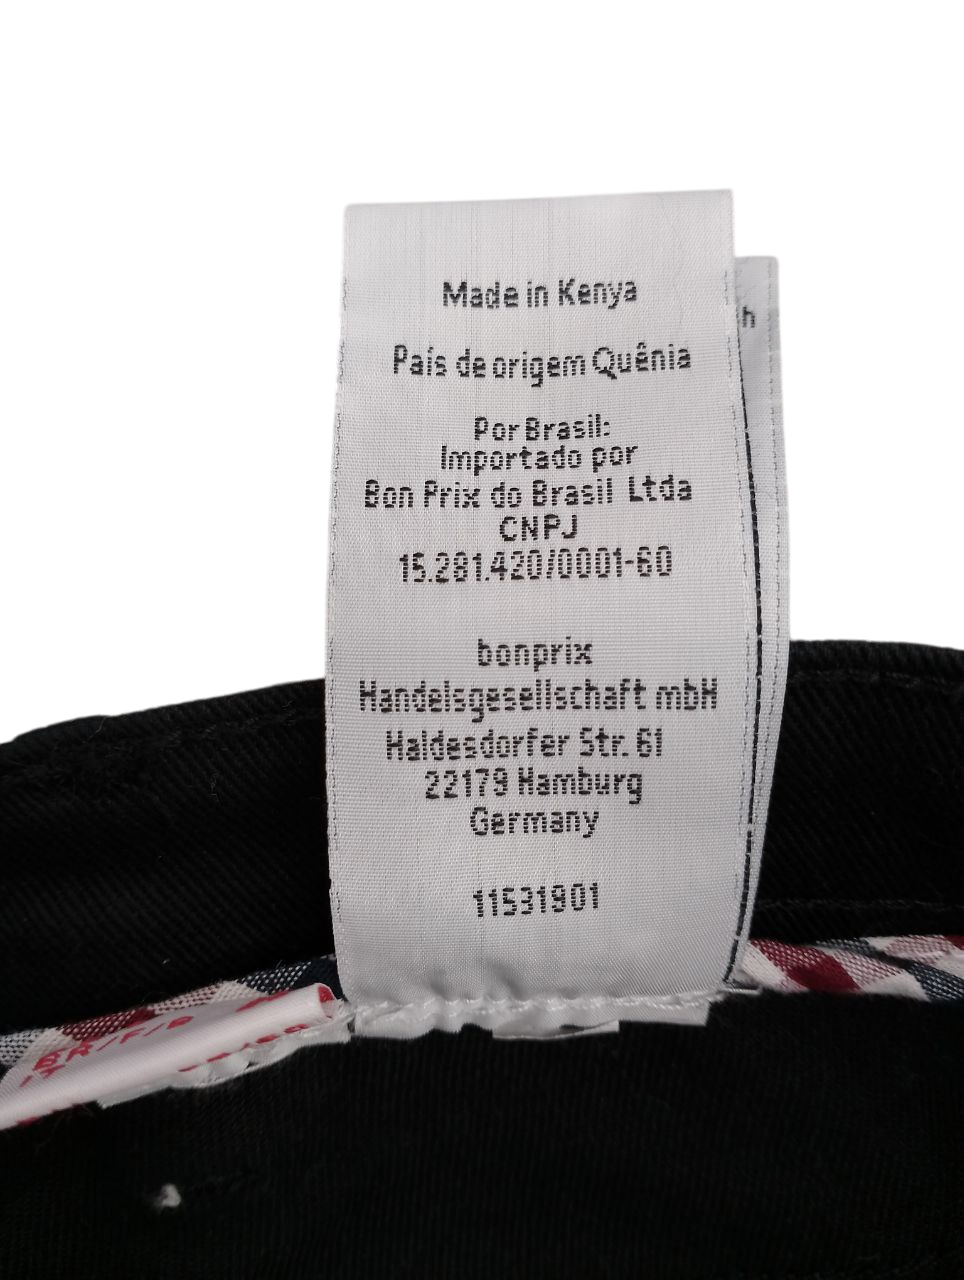 Made in Kenya
País de origem Quênia
Por Brasil:
Importado por
Bon Prix do Brasil Ltda
CNPJ
15.281.420/0001-60
bonprix
Handelsgesellschaft mbH
Haldesdorfer Str. 61
22179 Hamburg
Germany
11531901
h
ER/F/D